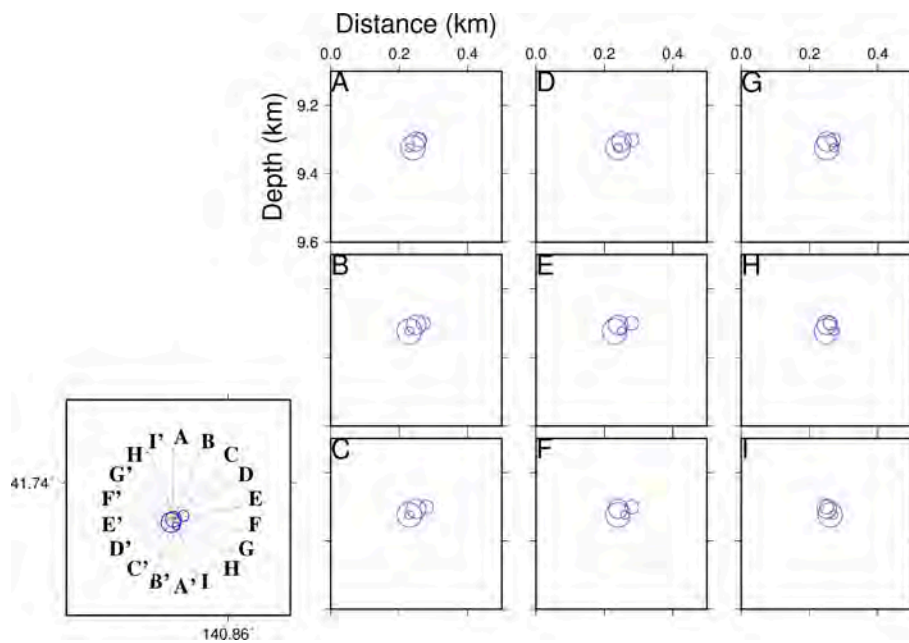 Distance (km)
0.0 0.2 0.4 0.0 0.2 0.4 0.0 0.2 0.4
A D G
9.2
9.4
9.6
Depth (km)
B E H
C F I
I' A B
H C
G' D
F' E
E' F
D' G
C' H
B' A' I
41.74˚
140.86˚